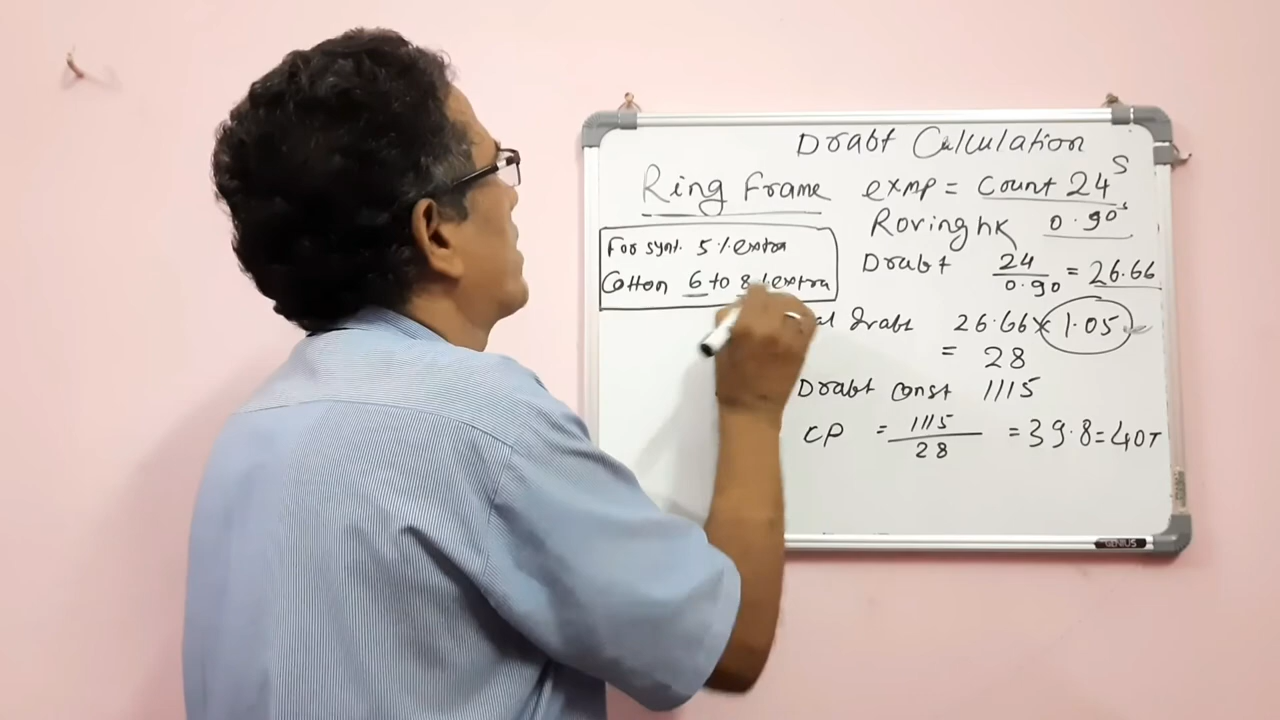 Draft Calculation
Ring Frame exmp = Count 24s
Roving hk 0.90s
For synt. 5% extra
Cotton 6 to 8% extra
Draft 24/0.90 = 26.66
draft 26.66 x 1.05
= 28
Draft const 1115
CP = 1115/28 = 39.8 = 40T
GENIUS